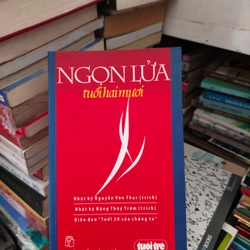 NGỌN LỬA
tuổi hai mươi
Nhật ký Nguyễn Văn Thạc (trích)
Nhật ký Đặng Thùy Trâm (trích)
Diễn đàn "Tuổi 20 của chúng ta"
tuổi trẻ